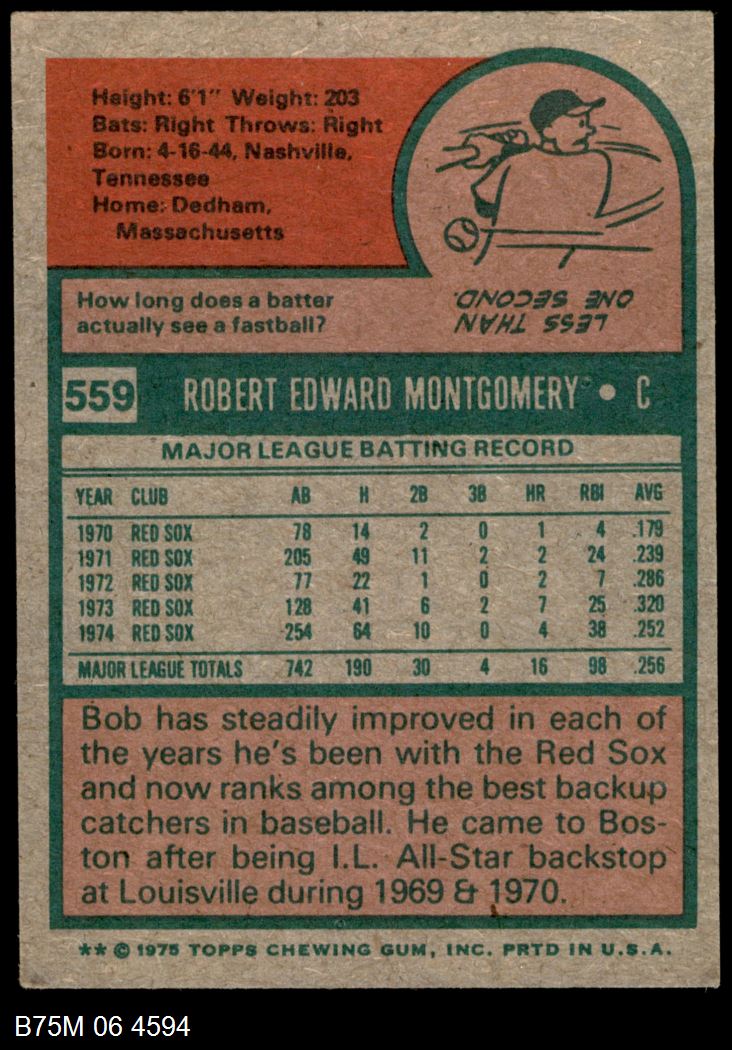 Height: 6'1" Weight: 203
Bats: Right Throws: Right
Born: 4-16-44, Nashville,
Tennessee
Home: Dedham,
Massachusetts
How long does a batter
actually see a fastball?
LESS THAN
ONE SECOND.
559 ROBERT EDWARD MONTGOMERY • C
MAJOR LEAGUE BATTING RECORD
YEAR CLUB AB H 2B 3B HR RBI AVG
1970 RED SOX 78 14 2 0 1 4 .179
1971 RED SOX 205 49 11 2 2 24 .239
1972 RED SOX 77 22 1 0 2 7 .286
1973 RED SOX 128 41 6 2 7 25 .320
1974 RED SOX 254 64 10 0 4 38 .252
MAJOR LEAGUE TOTALS 742 190 30 4 16 98 .256
Bob has steadily improved in each of
the years he's been with the Red Sox
and now ranks among the best backup
catchers in baseball. He came to Bos-
ton after being I.L. All-Star backstop
at Louisville during 1969 & 1970.
** © 1975 TOPPS CHEWING GUM, INC. PRTD IN U.S.A.
B75M 06 4594